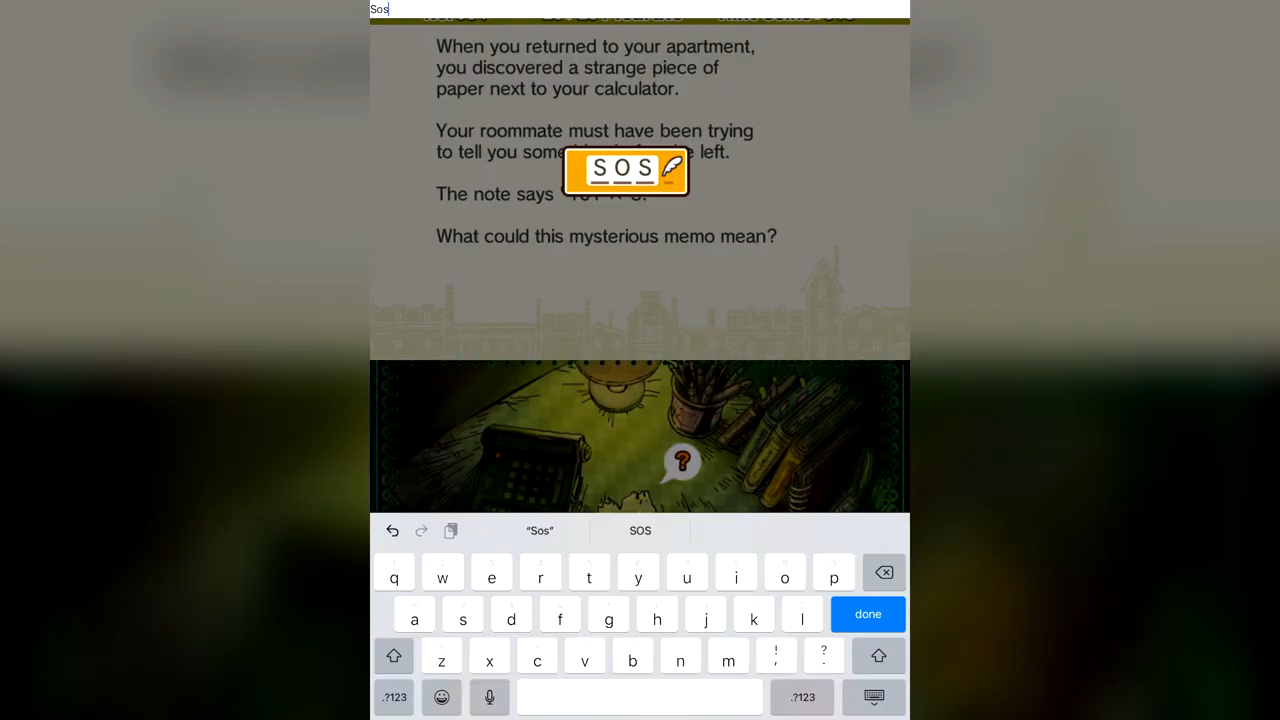 Sos
When you returned to your apartment,
you discovered a strange piece of
paper next to your calculator.
Your roommate must have been trying
to tell you left.
S O S
The note says
What could this mysterious memo mean?
?
"Sos" SOS
q w e r t y u i o p
a s d f g h j k l done
z x c v b n m ! , ? .
.?123 .?123